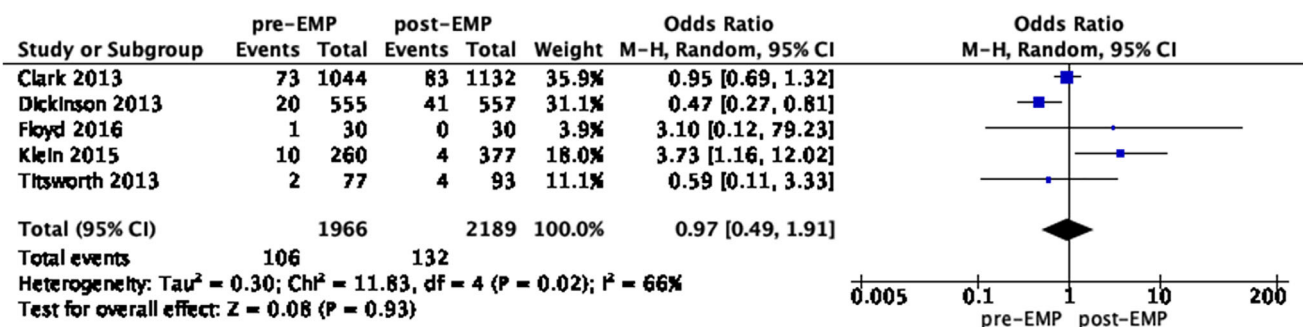 pre-EMP post-EMP Odds Ratio Odds Ratio
Study or Subgroup Events Total Events Total Weight M-H, Random, 95% CI M-H, Random, 95% CI
Clark 2013 73 1044 83 1132 35.9% 0.95 [0.69, 1.32]
Dickinson 2013 20 555 41 557 31.1% 0.47 [0.27, 0.81]
Floyd 2016 1 30 0 30 3.9% 3.10 [0.12, 79.23]
Klein 2015 10 260 4 377 18.0% 3.73 [1.16, 12.02]
Titsworth 2013 2 77 4 93 11.1% 0.59 [0.11, 3.33]
Total (95% CI) 1966 2189 100.0% 0.97 [0.49, 1.91]
Total events 106 132
Heterogeneity: Tau² = 0.30; Chi² = 11.83, df = 4 (P = 0.02); I² = 66%
Test for overall effect: Z = 0.08 (P = 0.93)
0.005 0.1 1 10 200
pre-EMP post-EMP